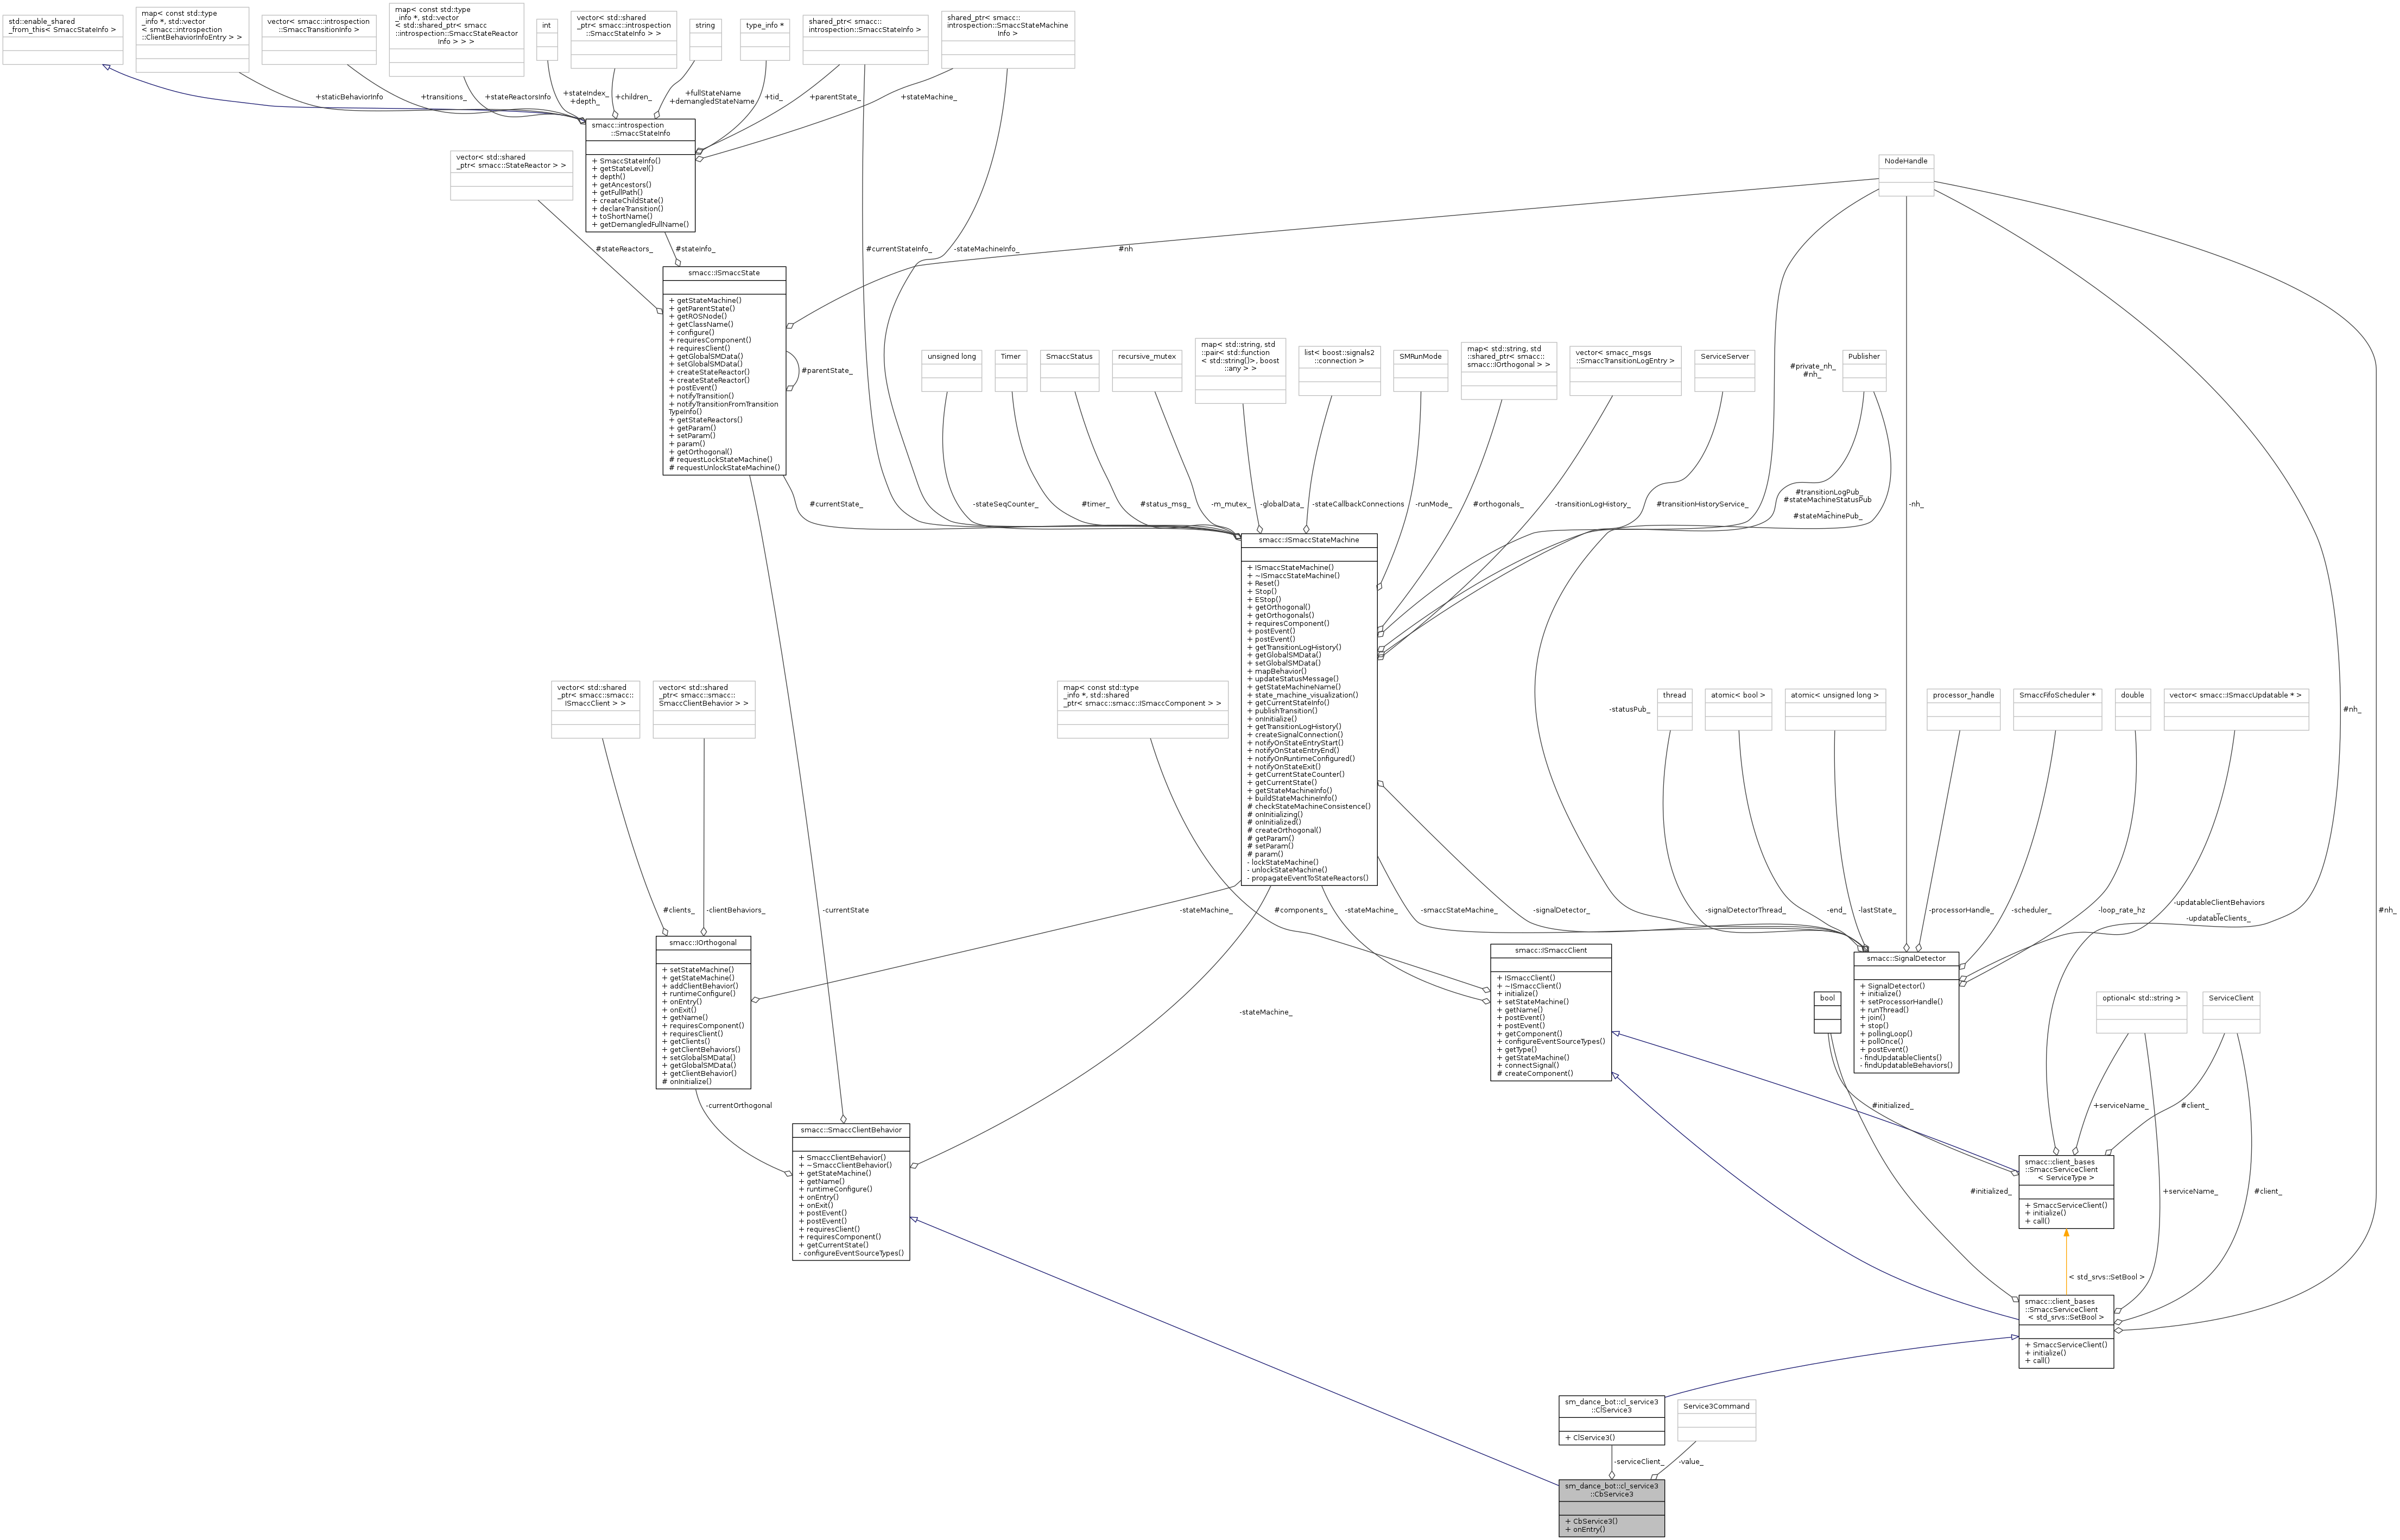 std::enable_shared
_from_this< SmaccStateInfo >
map< const std::type
_info *, std::vector
< smacc::introspection
::ClientBehaviorInfoEntry > >
vector< smacc::introspection
::SmaccTransitionInfo >
map< const std::type
_info *, std::vector
< std::shared_ptr< smacc
::introspection::SmaccStateReactor
Info > > >
int
vector< std::shared
_ptr< smacc::introspection
::SmaccStateInfo > >
string
type_info *
shared_ptr< smacc::
introspection::SmaccStateInfo >
shared_ptr< smacc::
introspection::SmaccStateMachine
Info >
+staticBehaviorInfo
+transitions_
+stateReactorsInfo
+stateIndex_
+depth_
+children_
+fullStateName
+demangledStateName
+tid_
+parentState_
+stateMachine_
smacc::introspection
::SmaccStateInfo
+ SmaccStateInfo()
+ getStateLevel()
+ depth()
+ getAncestors()
+ getFullPath()
+ createChildState()
+ declareTransition()
+ toShortName()
+ getDemangledFullName()
vector< std::shared
_ptr< smacc::StateReactor > >
NodeHandle
#stateReactors_
#stateInfo_
#currentStateInfo_
-stateMachineInfo_
#nh
smacc::ISmaccState
+ getStateMachine()
+ getParentState()
+ getROSNode()
+ getClassName()
+ configure()
+ requiresComponent()
+ requiresClient()
+ getGlobalSMData()
+ setGlobalSMData()
+ createStateReactor()
+ createStateReactor()
+ postEvent()
+ notifyTransition()
+ notifyTransitionFromTransition
TypeInfo()
+ getStateReactors()
+ getParam()
+ setParam()
+ param()
+ getOrthogonal()
# requestLockStateMachine()
# requestUnlockStateMachine()
#parentState_
unsigned long
Timer
SmaccStatus
recursive_mutex
map< std::string, std
::pair< std::function
< std::string()>, boost
::any > >
list< boost::signals2
::connection >
SMRunMode
map< std::string, std
::shared_ptr< smacc::
smacc::IOrthogonal > >
vector< smacc_msgs
::SmaccTransitionLogEntry >
ServiceServer
Publisher
#private_nh_
#nh_
#currentState_
-stateSeqCounter_
#timer_
#status_msg_
-m_mutex_
-globalData_
-stateCallbackConnections
-runMode_
#orthogonals_
-transitionLogHistory_
#transitionHistoryService_
#transitionLogPub_
#stateMachineStatusPub
_
#stateMachinePub_
-nh_
smacc::ISmaccStateMachine
+ ISmaccStateMachine()
+ ~ISmaccStateMachine()
+ Reset()
+ Stop()
+ EStop()
+ getOrthogonal()
+ getOrthogonals()
+ requiresComponent()
+ postEvent()
+ postEvent()
+ getTransitionLogHistory()
+ getGlobalSMData()
+ setGlobalSMData()
+ mapBehavior()
+ updateStatusMessage()
+ getStateMachineName()
+ state_machine_visualization()
+ getCurrentStateInfo()
+ publishTransition()
+ onInitialize()
+ getTransitionLogHistory()
+ createSignalConnection()
+ notifyOnStateEntryStart()
+ notifyOnStateEntryEnd()
+ notifyOnRuntimeConfigured()
+ notifyOnStateExit()
+ getCurrentStateCounter()
+ getCurrentState()
+ getStateMachineInfo()
+ buildStateMachineInfo()
# checkStateMachineConsistence()
# onInitializing()
# onInitialized()
# createOrthogonal()
# getParam()
# setParam()
# param()
- lockStateMachine()
- unlockStateMachine()
- propagateEventToStateReactors()
vector< std::shared
_ptr< smacc::smacc::
ISmaccClient > >
vector< std::shared
_ptr< smacc::smacc::
SmaccClientBehavior > >
map< const std::type
_info *, std::shared
_ptr< smacc::smacc::ISmaccComponent > >
-statusPub_
thread
atomic< bool >
atomic< unsigned long >
processor_handle
SmaccFifoScheduler *
double
vector< smacc::ISmaccUpdatable * >
#nh_
#clients_
-clientBehaviors_
-currentState
-stateMachine_
#components_
-stateMachine_
-smaccStateMachine_
-signalDetector_
-signalDetectorThread_
-end_
-lastState_
-processorHandle_
-scheduler_
-loop_rate_hz
-updatableClientBehaviors
_
-updatableClients_
#nh_
smacc::IOrthogonal
+ setStateMachine()
+ getStateMachine()
+ addClientBehavior()
+ runtimeConfigure()
+ onEntry()
+ onExit()
+ getName()
+ requiresComponent()
+ requiresClient()
+ getClients()
+ getClientBehaviors()
+ setGlobalSMData()
+ getGlobalSMData()
+ getClientBehavior()
# onInitialize()
-stateMachine_
smacc::ISmaccClient
+ ISmaccClient()
+ ~ISmaccClient()
+ initialize()
+ setStateMachine()
+ getName()
+ postEvent()
+ postEvent()
+ getComponent()
+ configureEventSourceTypes()
+ getType()
+ getStateMachine()
+ connectSignal()
# createComponent()
smacc::SignalDetector
+ SignalDetector()
+ initialize()
+ setProcessorHandle()
+ runThread()
+ join()
+ stop()
+ pollingLoop()
+ pollOnce()
+ postEvent()
- findUpdatableClients()
- findUpdatableBehaviors()
bool
optional< std::string >
ServiceClient
-currentOrthogonal
#initialized_
+serviceName_
#client_
smacc::SmaccClientBehavior
+ SmaccClientBehavior()
+ ~SmaccClientBehavior()
+ getStateMachine()
+ getName()
+ runtimeConfigure()
+ onEntry()
+ onExit()
+ postEvent()
+ postEvent()
+ requiresClient()
+ requiresComponent()
+ getCurrentState()
- configureEventSourceTypes()
smacc::client_bases
::SmaccServiceClient
< ServiceType >
+ SmaccServiceClient()
+ initialize()
+ call()
#initialized_
+serviceName_
#client_
< std_srvs::SetBool >
smacc::client_bases
::SmaccServiceClient
< std_srvs::SetBool >
+ SmaccServiceClient()
+ initialize()
+ call()
sm_dance_bot::cl_service3
::ClService3
+ ClService3()
Service3Command
-serviceClient_
-value_
sm_dance_bot::cl_service3
::CbService3
+ CbService3()
+ onEntry()